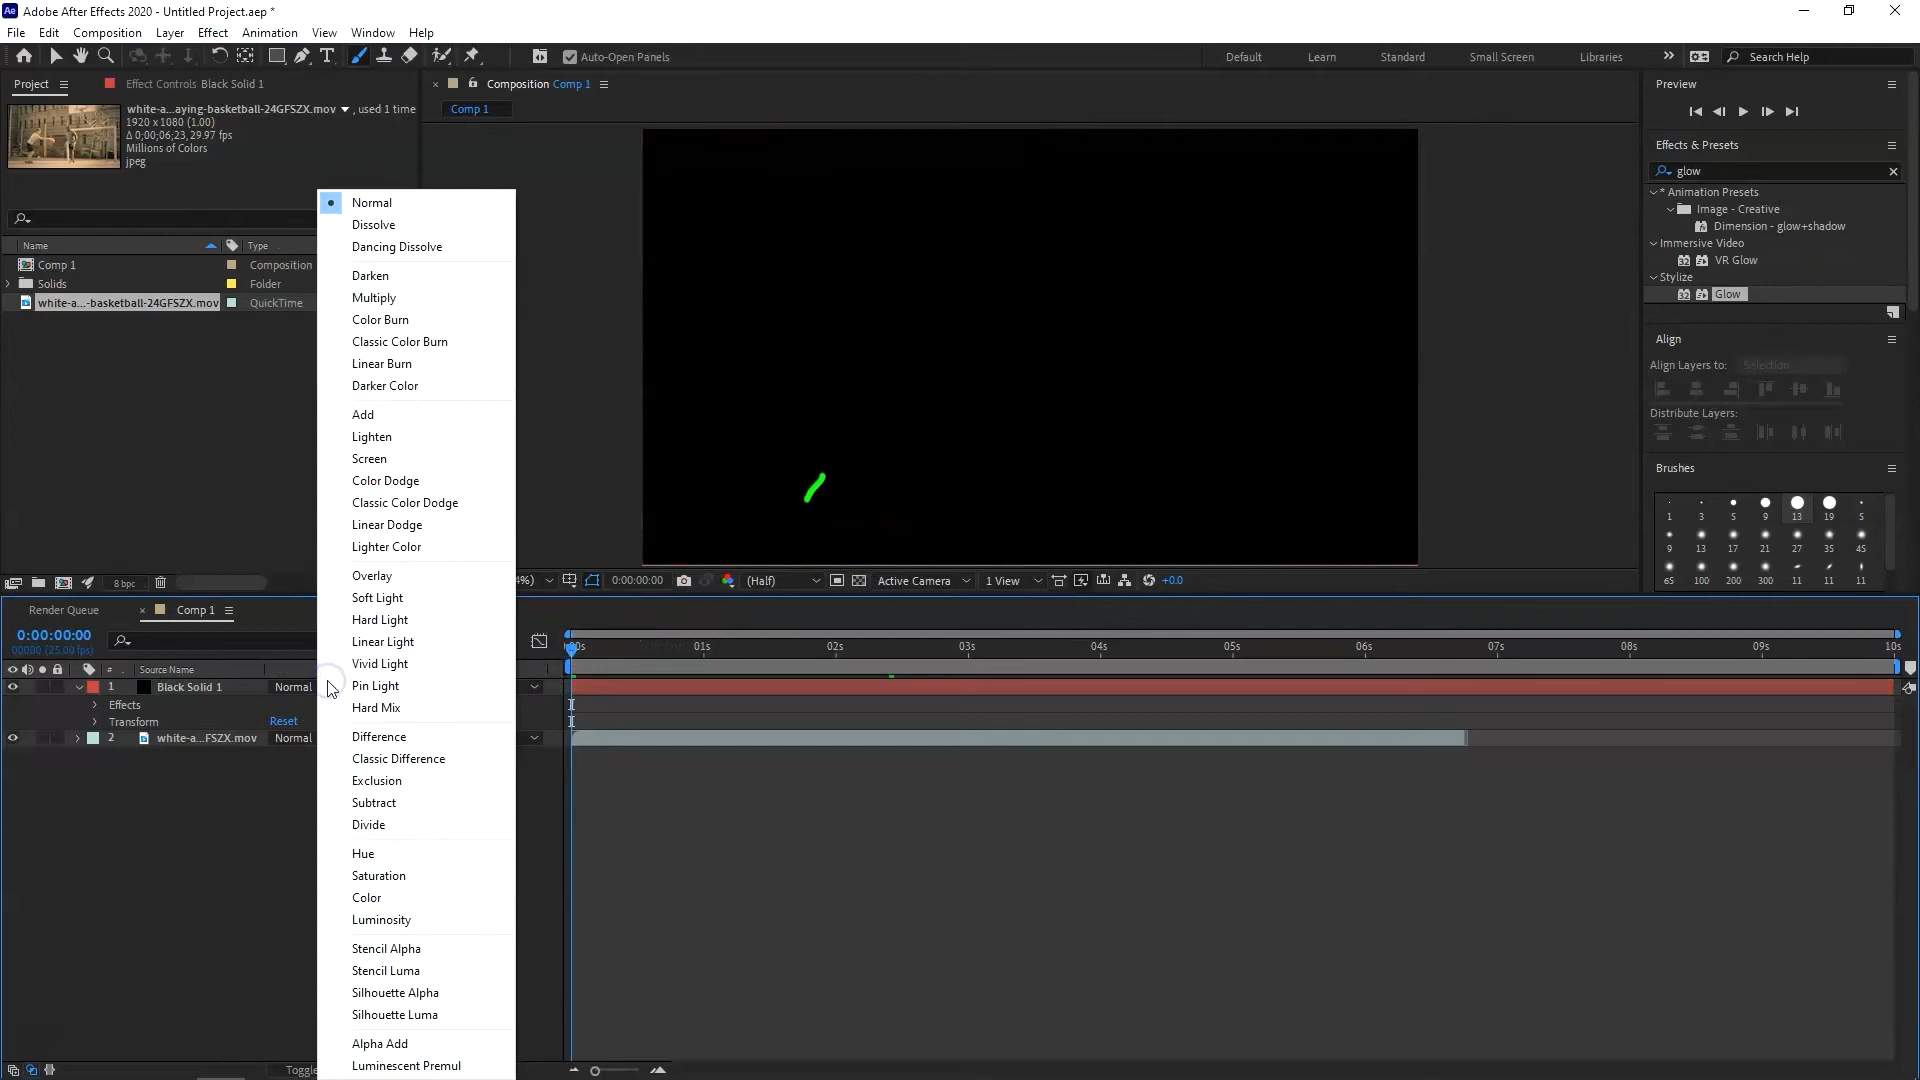 Ae Adobe After Effects 2020 - Untitled Project.aep *
File Edit Composition Layer Effect Animation View Window Help
Auto-Open Panels
Default Learn Standard Small Screen Libraries
Search Help
Project
Effect Controls Black Solid 1
white-a...aying-basketball-24GFSZX.mov ▼ , used 1 time
1920 x 1080 (1.00)
Δ 0;00;06;23, 29.97 fps
Millions of Colors
jpeg
Name Type
Comp 1 Composition
Solids Folder
white-a...-basketball-24GFSZX.mov QuickTime
8 bpc
Composition Comp 1
Comp 1
Normal
Dissolve
Dancing Dissolve
Darken
Multiply
Color Burn
Classic Color Burn
Linear Burn
Darker Color
Add
Lighten
Screen
Color Dodge
Classic Color Dodge
Linear Dodge
Lighter Color
Overlay
Soft Light
Hard Light
Linear Light
Vivid Light
Pin Light
Hard Mix
Difference
Classic Difference
Exclusion
Subtract
Divide
Hue
Saturation
Color
Luminosity
Stencil Alpha
Stencil Luma
Silhouette Alpha
Silhouette Luma
Alpha Add
Luminescent Premul
4%) 0:00:00:00 (Half) Active Camera 1 View +0.0
Preview
Effects & Presets
glow
* Animation Presets
Image - Creative
Dimension - glow+shadow
Immersive Video
32 VR Glow
Stylize
32 Glow
Align
Align Layers to: Selection
Distribute Layers:
Brushes
1 3 5 9 13 19 5
9 13 17 21 27 35 45
65 100 200 300 11 11 11
Render Queue
Comp 1
0:00:00:00
00000 (25.00 fps)
# Source Name
1 Black Solid 1 Normal
Effects
Transform Reset
2 white-a...FSZX.mov Normal
Toggle
:00s 01s 02s 03s 04s 05s 06s 07s 08s 09s 10s